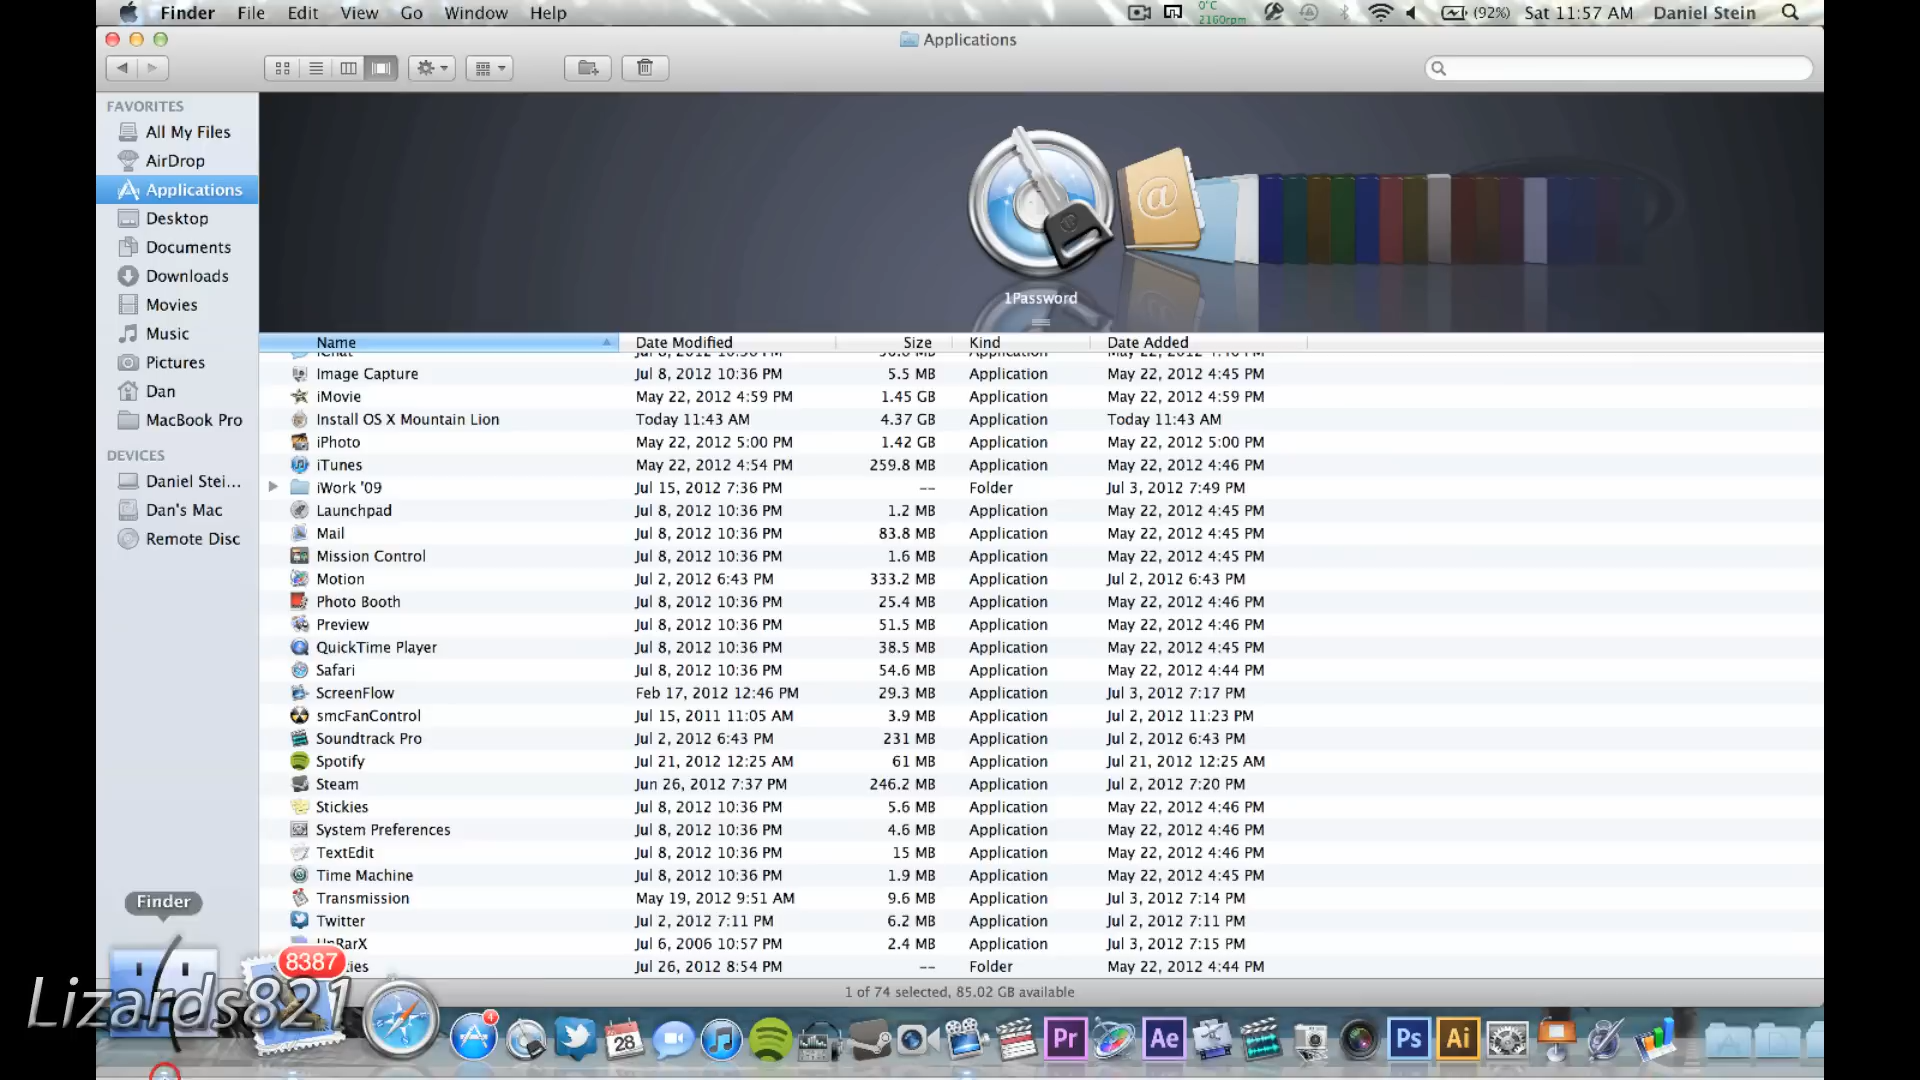 Finder File Edit View Go Window Help 0°C 2160rpm (92%) Sat 11:57 AM Daniel Stein
Applications
FAVORITES
All My Files
AirDrop
Applications
Desktop
Documents
Downloads
Movies
Music
Pictures
Dan
MacBook Pro
DEVICES
Daniel Stei...
Dan's Mac
Remote Disc
1Password
Name Date Modified Size Kind Date Added
iChat Jul 8, 2012 10:36 PM Application
Image Capture Jul 8, 2012 10:36 PM 5.5 MB Application May 22, 2012 4:45 PM
iMovie May 22, 2012 4:59 PM 1.45 GB Application May 22, 2012 4:59 PM
Install OS X Mountain Lion Today 11:43 AM 4.37 GB Application Today 11:43 AM
iPhoto May 22, 2012 5:00 PM 1.42 GB Application May 22, 2012 5:00 PM
iTunes May 22, 2012 4:54 PM 259.8 MB Application May 22, 2012 4:46 PM
iWork '09 Jul 15, 2012 7:36 PM -- Folder Jul 3, 2012 7:49 PM
Launchpad Jul 8, 2012 10:36 PM 1.2 MB Application May 22, 2012 4:45 PM
Mail Jul 8, 2012 10:36 PM 83.8 MB Application May 22, 2012 4:45 PM
Mission Control Jul 8, 2012 10:36 PM 1.6 MB Application May 22, 2012 4:45 PM
Motion Jul 2, 2012 6:43 PM 333.2 MB Application Jul 2, 2012 6:43 PM
Photo Booth Jul 8, 2012 10:36 PM 25.4 MB Application May 22, 2012 4:46 PM
Preview Jul 8, 2012 10:36 PM 51.5 MB Application May 22, 2012 4:46 PM
QuickTime Player Jul 8, 2012 10:36 PM 38.5 MB Application May 22, 2012 4:45 PM
Safari Jul 8, 2012 10:36 PM 54.6 MB Application May 22, 2012 4:44 PM
ScreenFlow Feb 17, 2012 12:46 PM 29.3 MB Application Jul 3, 2012 7:17 PM
smcFanControl Jul 15, 2011 11:05 AM 3.9 MB Application Jul 2, 2012 11:23 PM
Soundtrack Pro Jul 2, 2012 6:43 PM 231 MB Application Jul 2, 2012 6:43 PM
Spotify Jul 21, 2012 12:25 AM 61 MB Application Jul 21, 2012 12:25 AM
Steam Jun 26, 2012 7:37 PM 246.2 MB Application Jul 2, 2012 7:20 PM
Stickies Jul 8, 2012 10:36 PM 5.6 MB Application May 22, 2012 4:46 PM
System Preferences Jul 8, 2012 10:36 PM 4.6 MB Application May 22, 2012 4:46 PM
TextEdit Jul 8, 2012 10:36 PM 15 MB Application May 22, 2012 4:46 PM
Time Machine Jul 8, 2012 10:36 PM 1.9 MB Application May 22, 2012 4:46 PM
Transmission May 19, 2012 9:51 AM 9.6 MB Application Jul 3, 2012 7:14 PM
Twitter Jul 2, 2012 7:11 PM 6.2 MB Application Jul 2, 2012 7:11 PM
UnRarX Jul 6, 2006 10:57 PM 2.4 MB Application Jul 3, 2012 7:15 PM
Jul 26, 2012 8:54 PM -- Folder May 22, 2012 4:44 PM
Finder
1 of 74 selected, 85.02 GB available
8387
Lizards821
4
28
Pr
Ae
Ps
Ai